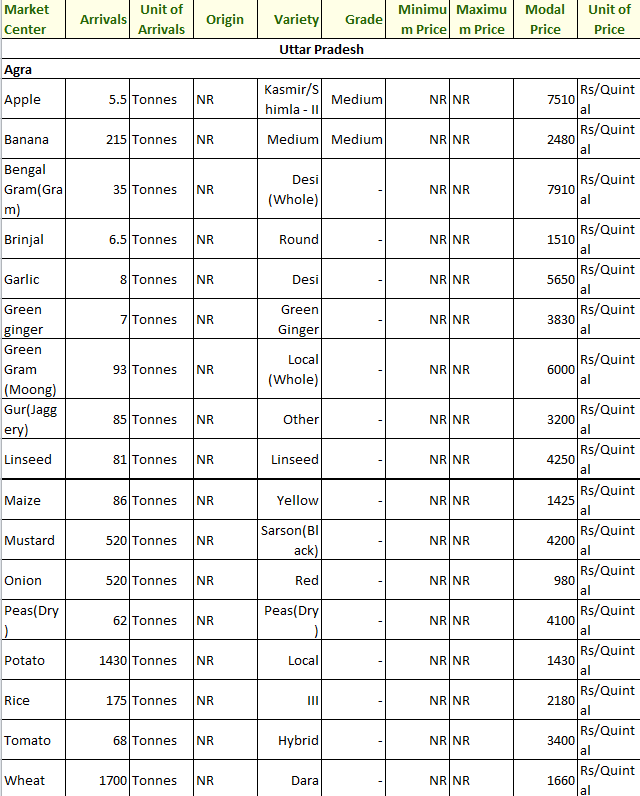 Market Center Arrivals Unit of Arrivals Origin Variety Grade Minimum Price Maximum Price Modal Price Unit of Price
Uttar Pradesh
Agra
Apple 5.5 Tonnes NR Kasmir/Shimla - II Medium NR NR 7510 Rs/Quintal
Banana 215 Tonnes NR Medium Medium NR NR 2480 Rs/Quintal
Bengal Gram(Gram) 35 Tonnes NR Desi (Whole) - NR NR 7910 Rs/Quintal
Brinjal 6.5 Tonnes NR Round - NR NR 1510 Rs/Quintal
Garlic 8 Tonnes NR Desi - NR NR 5650 Rs/Quintal
Green ginger 7 Tonnes NR Green Ginger - NR NR 3830 Rs/Quintal
Green Gram (Moong) 93 Tonnes NR Local (Whole) - NR NR 6000 Rs/Quintal
Gur(Jaggery) 85 Tonnes NR Other - NR NR 3200 Rs/Quintal
Linseed 81 Tonnes NR Linseed - NR NR 4250 Rs/Quintal
Maize 86 Tonnes NR Yellow - NR NR 1425 Rs/Quintal
Mustard 520 Tonnes NR Sarson(Black) - NR NR 4200 Rs/Quintal
Onion 520 Tonnes NR Red - NR NR 980 Rs/Quintal
Peas(Dry) 62 Tonnes NR Peas(Dry) - NR NR 4100 Rs/Quintal
Potato 1430 Tonnes NR Local - NR NR 1430 Rs/Quintal
Rice 175 Tonnes NR III - NR NR 2180 Rs/Quintal
Tomato 68 Tonnes NR Hybrid - NR NR 3400 Rs/Quintal
Wheat 1700 Tonnes NR Dara - NR NR 1660 Rs/Quintal